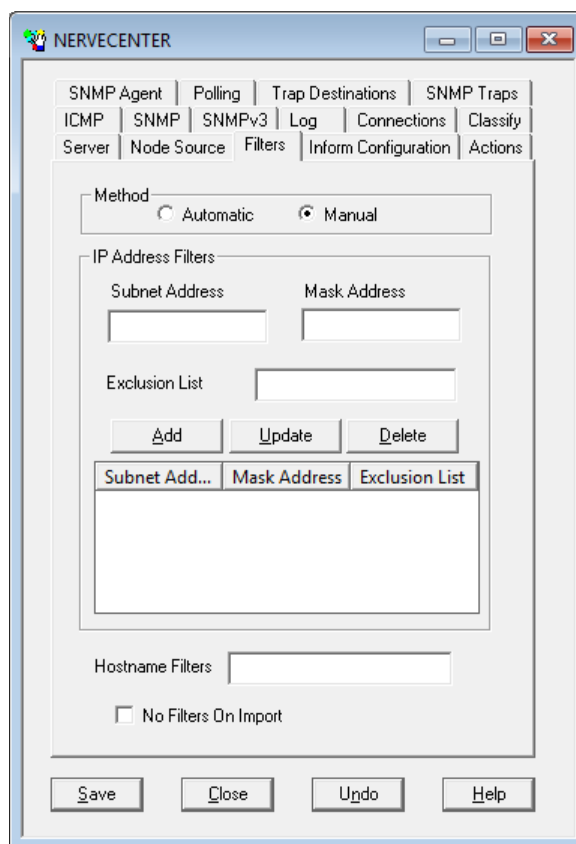 NERVECENTER
SNMP Agent Polling Trap Destinations SNMP Traps
ICMP SNMP SNMPv3 Log Connections Classify
Server Node Source Filters Inform Configuration Actions
Method
Automatic Manual
IP Address Filters
Subnet Address Mask Address
Exclusion List
Add Update Delete
Subnet Add... Mask Address Exclusion List
Hostname Filters
No Filters On Import
Save Close Undo Help